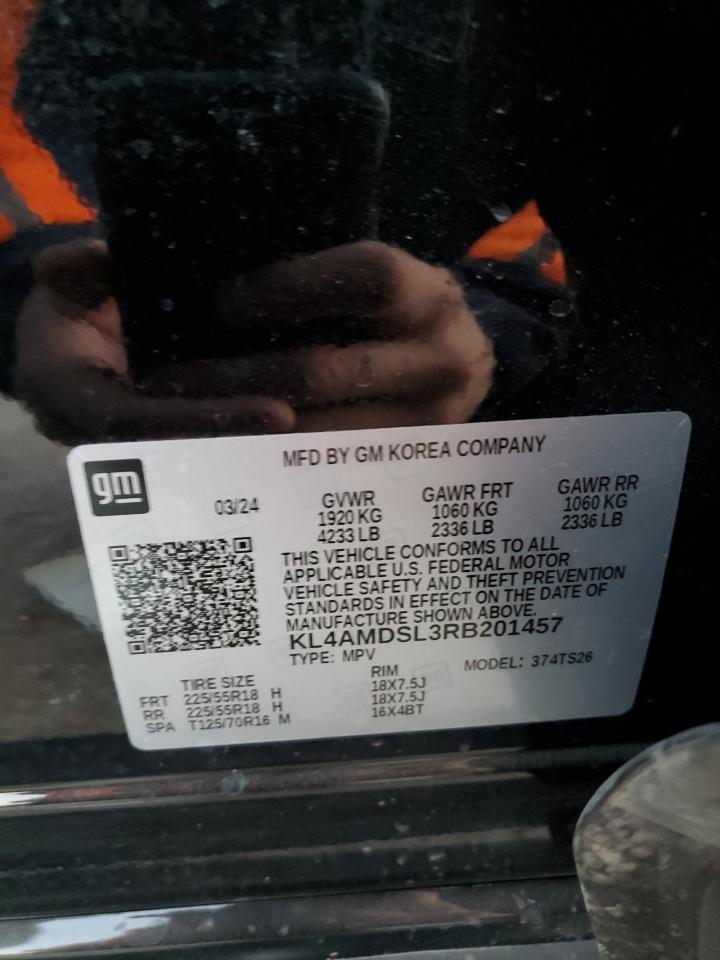 MFD BY GM KOREA COMPANY
gm
03/24
GVWR
1920 KG
4233 LB
GAWR FRT
1060 KG
2336 LB
GAWR RR
1060 KG
2336 LB
THIS VEHICLE CONFORMS TO ALL
APPLICABLE U.S. FEDERAL MOTOR
VEHICLE SAFETY AND THEFT PREVENTION
STANDARDS IN EFFECT ON THE DATE OF
MANUFACTURE SHOWN ABOVE.
KL4AMDSL3RB201457
TYPE: MPV
MODEL: 374TS26
TIRE SIZE RIM
FRT 225/55R18 H 18X7.5J
RR 225/55R18 H 18X7.5J
SPA T125/70R16 M 16X4BT